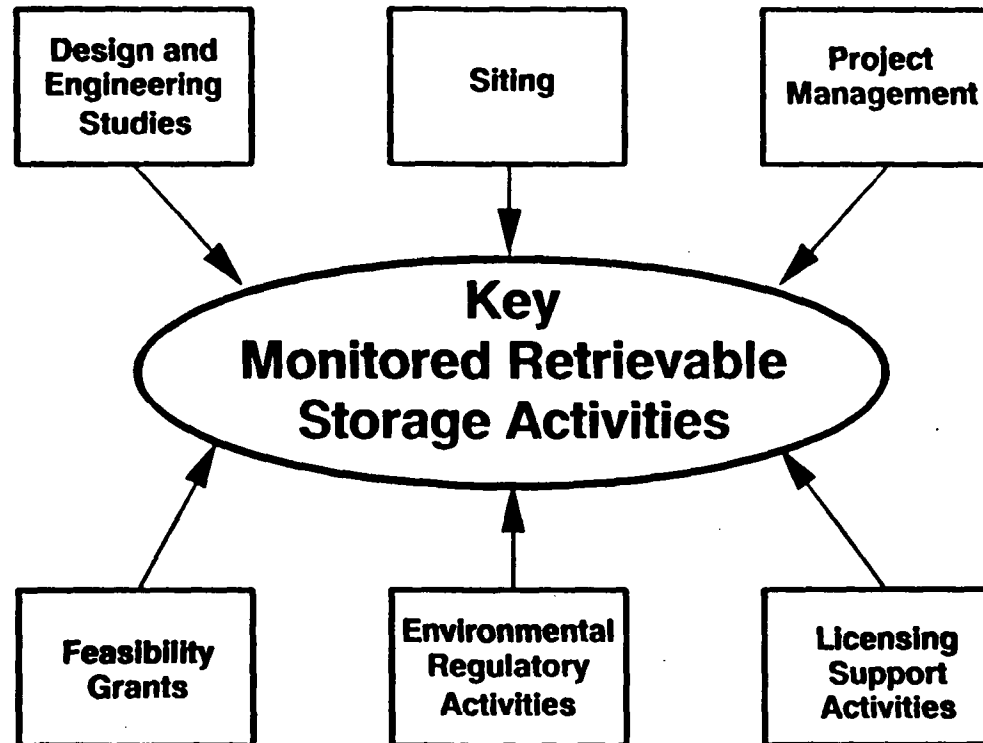 Design and
Engineering
Studies
Siting
Project
Management
Key
Monitored Retrievable
Storage Activities
Feasibility
Grants
Environmental
Regulatory
Activities
Licensing
Support
Activities